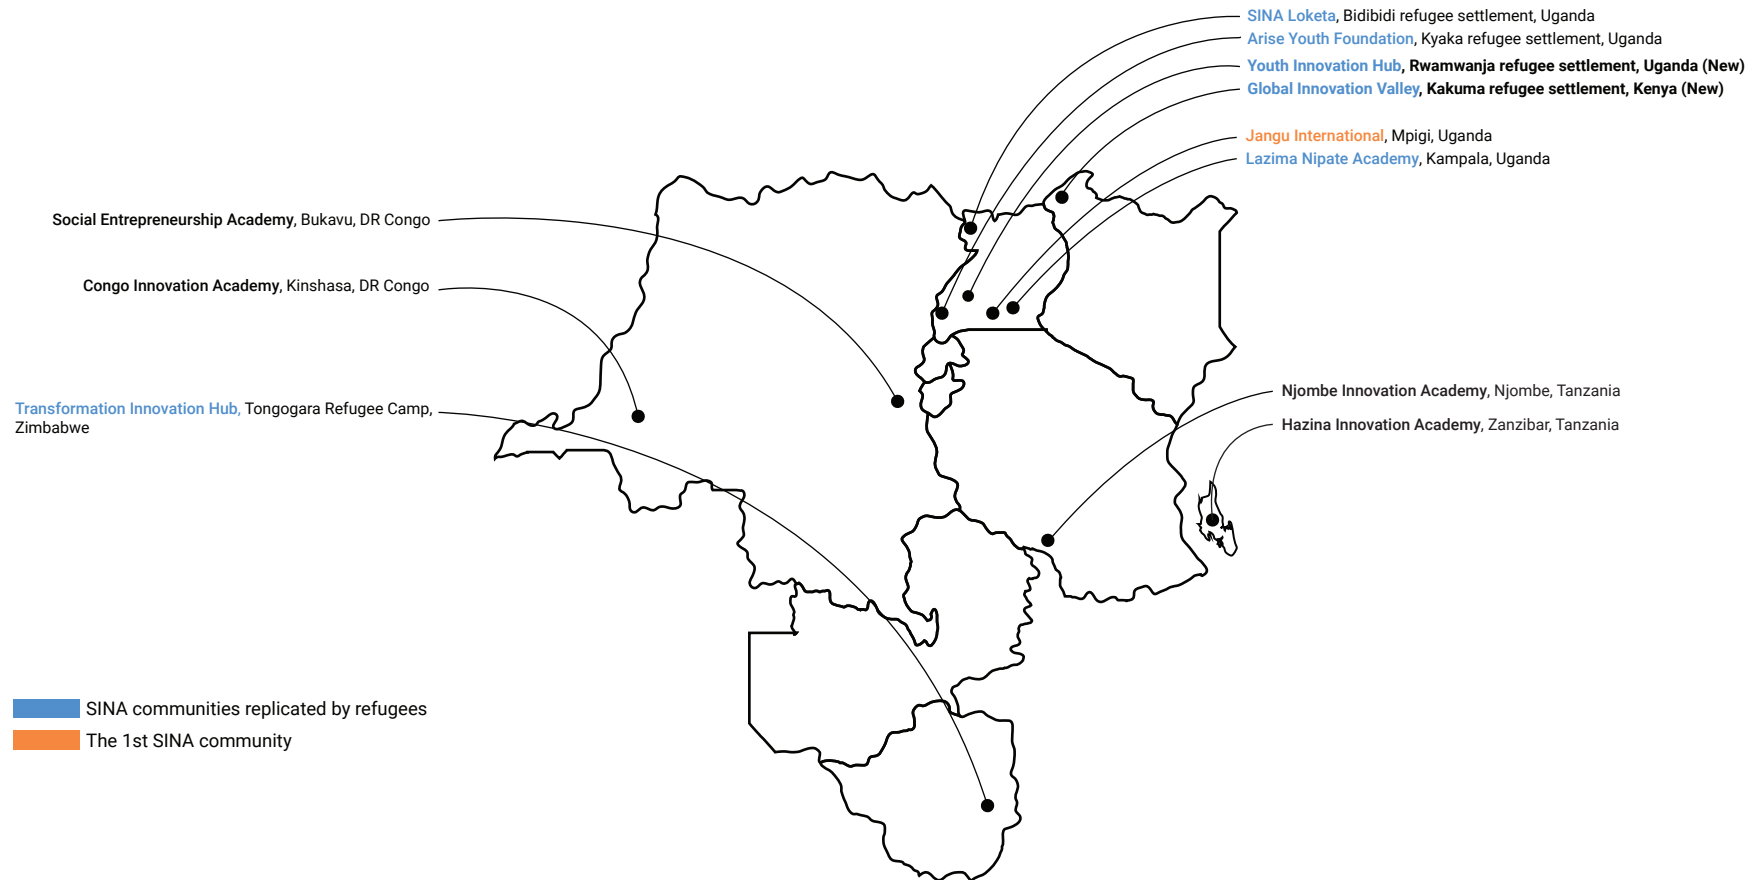 SINA Loketa, Bidibidi refugee settlement, Uganda
Arise Youth Foundation, Kyaka refugee settlement, Uganda
Youth Innovation Hub, Rwamwanja refugee settlement, Uganda (New)
Global Innovation Valley, Kakuma refugee settlement, Kenya (New)
Jangu International, Mpigi, Uganda
Lazima Nipate Academy, Kampala, Uganda
Social Entrepreneurship Academy, Bukavu, DR Congo
Congo Innovation Academy, Kinshasa, DR Congo
Transformation Innovation Hub, Tongogara Refugee Camp,
Zimbabwe
Njombe Innovation Academy, Njombe, Tanzania
Hazina Innovation Academy, Zanzibar, Tanzania
SINA communities replicated by refugees
The 1st SINA community